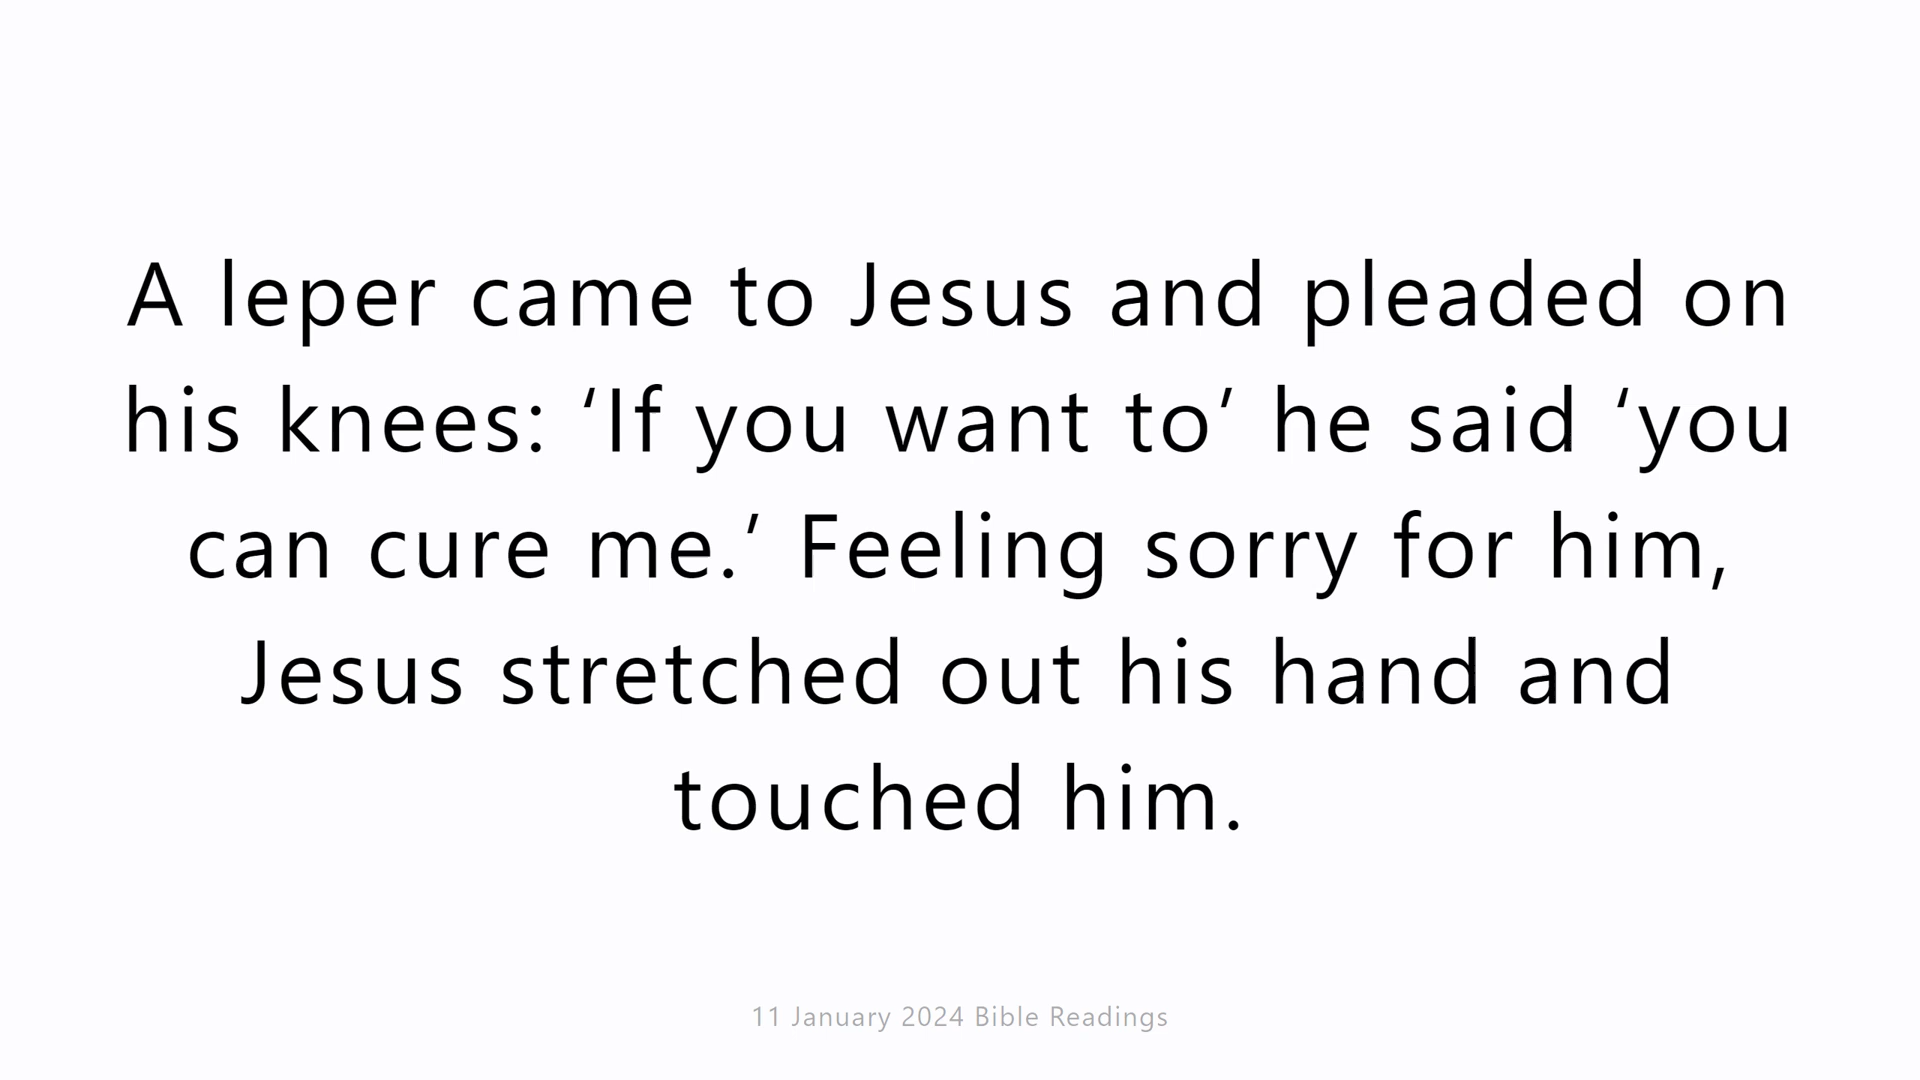 A leper came to Jesus and pleaded on
his knees: ‘If you want to’ he said ‘you
can cure me.’ Feeling sorry for him,
Jesus stretched out his hand and
touched him.
11 January 2024 Bible Readings